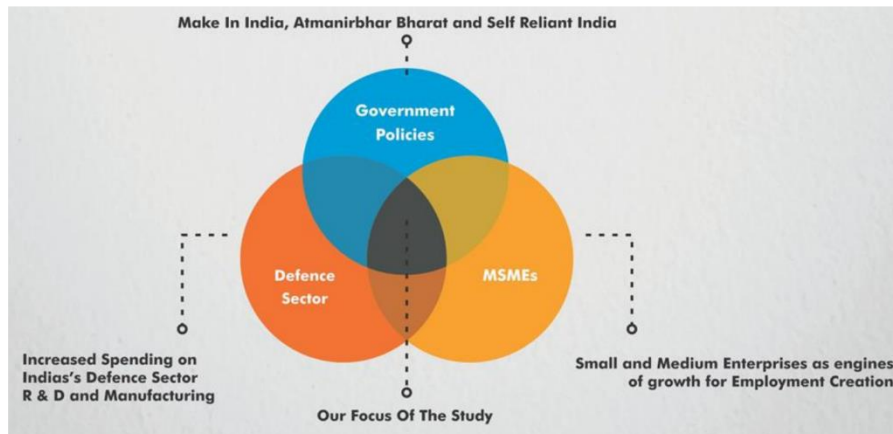 Make In India, Atmanirbhar Bharat and Self Reliant India
Government
Policies
Defence
Sector
MSMEs
Increased Spending on
Indias's Defence Sector
R & D and Manufacturing
Small and Medium Enterprises as engines
of growth for Employment Creation
Our Focus Of The Study